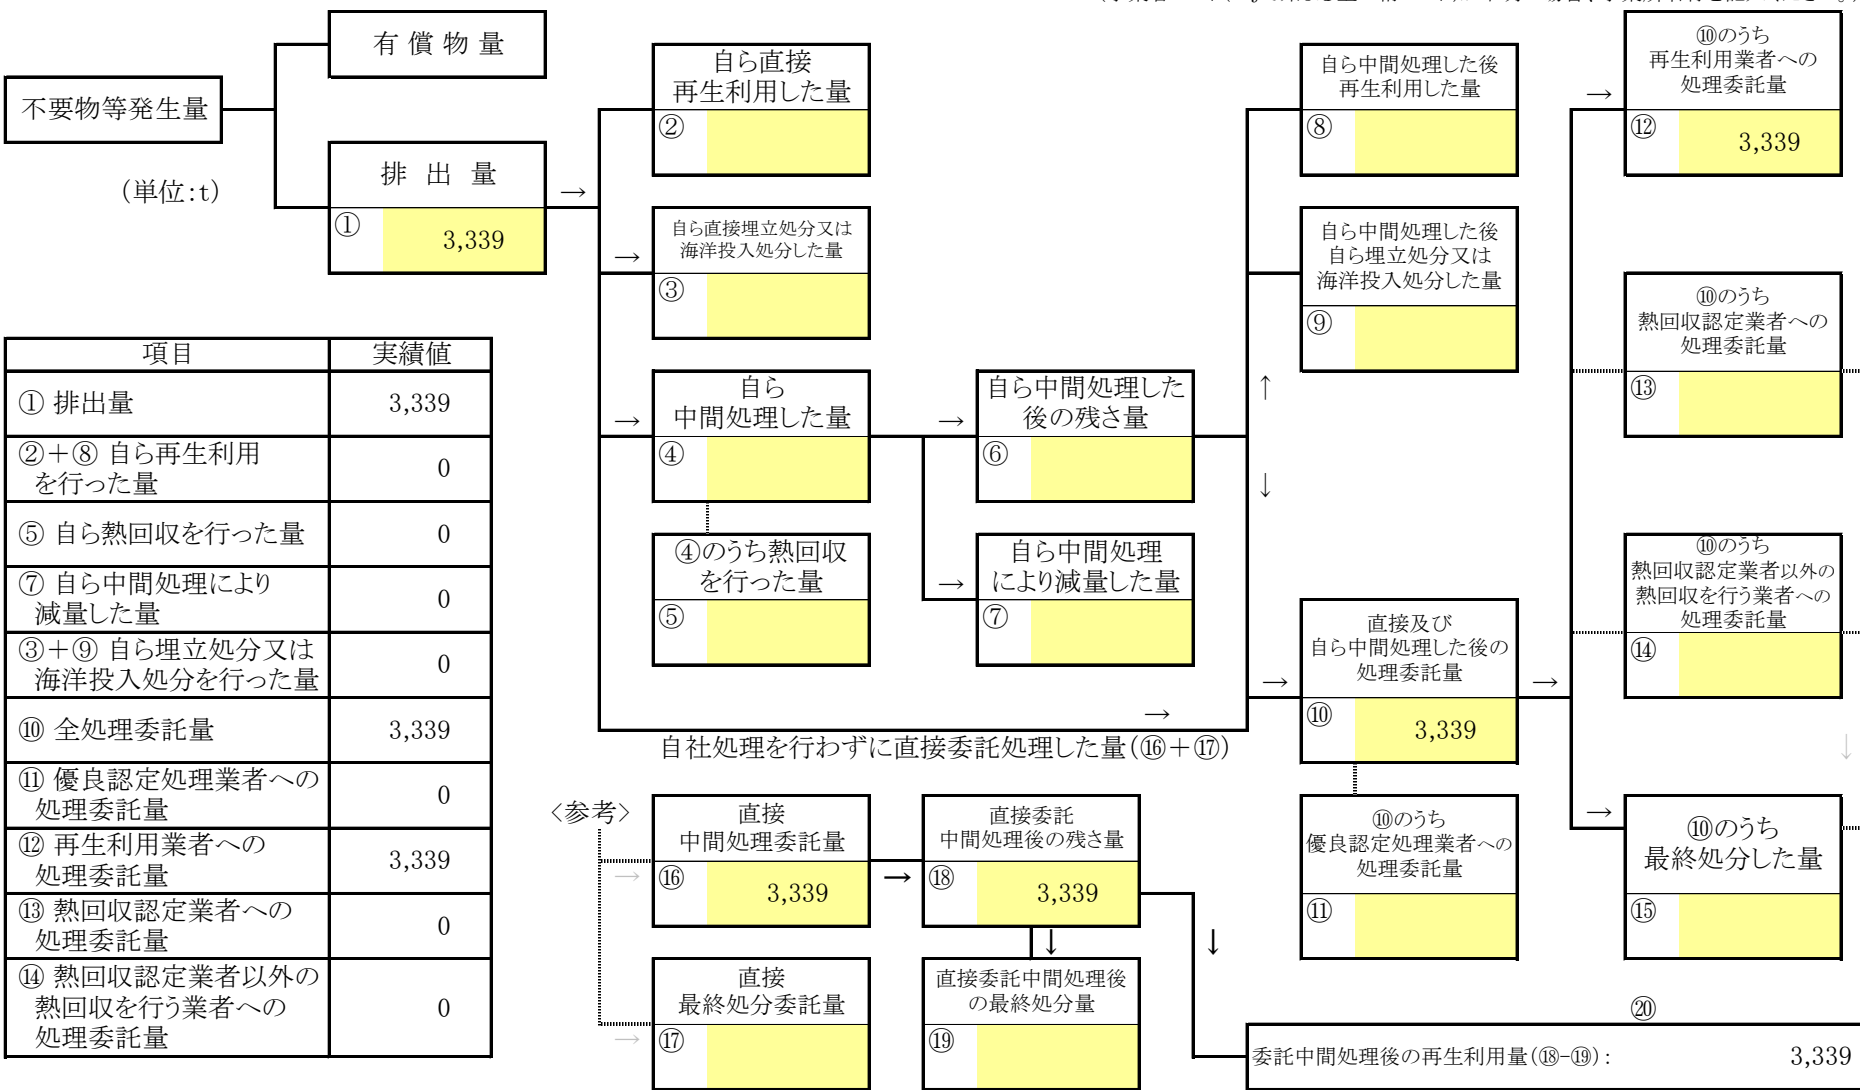 有 償 物 量
不要物等発生量
(単位:t)
排 出 量
→
①
3,339
自ら直接
再生利用した量
②
→
自ら直接埋立処分又は
海洋投入処分した量
③
→
自ら
中間処理した量
④
④のうち熱回収
を行った量
⑤
→
自ら中間処理した
後の残さ量
⑥
→
自ら中間処理
により減量した量
⑦
自ら中間処理した後
再生利用した量
⑧
自ら中間処理した後
自ら埋立処分又は
海洋投入処分した量
⑨
↑
↓
→
直接及び
自ら中間処理した後の
処理委託量
⑩
3,339
→
⑩のうち
優良認定処理業者への
処理委託量
⑪
→
⑩のうち
再生利用業者への
処理委託量
⑫
3,339
⑩のうち
熱回収認定業者への
処理委託量
⑬
⑩のうち
熱回収認定業者以外の
熱回収を行う業者への
処理委託量
⑭
↓
→
⑩のうち
最終処分した量
⑮
→
自社処理を行わずに直接委託処理した量(⑯+⑰)
<参考>
→
直接
中間処理委託量
⑯
3,339
→
直接委託
中間処理後の残さ量
⑱
3,339
↓
↓
→
直接
最終処分委託量
⑰
直接委託中間処理後
の最終処分量
⑲
⑳
委託中間処理後の再生利用量(⑱-⑲):
3,339
項目 実績値
① 排出量 3,339
②+⑧ 自ら再生利用
を行った量 0
⑤ 自ら熱回収を行った量 0
⑦ 自ら中間処理により
減量した量 0
③+⑨ 自ら埋立処分又は
海洋投入処分を行った量 0
⑩ 全処理委託量 3,339
⑪ 優良認定処理業者への
処理委託量 0
⑫ 再生利用業者への
処理委託量 3,339
⑬ 熱回収認定業者への
処理委託量 0
⑭ 熱回収認定業者以外の
熱回収を行う業者への
処理委託量 0